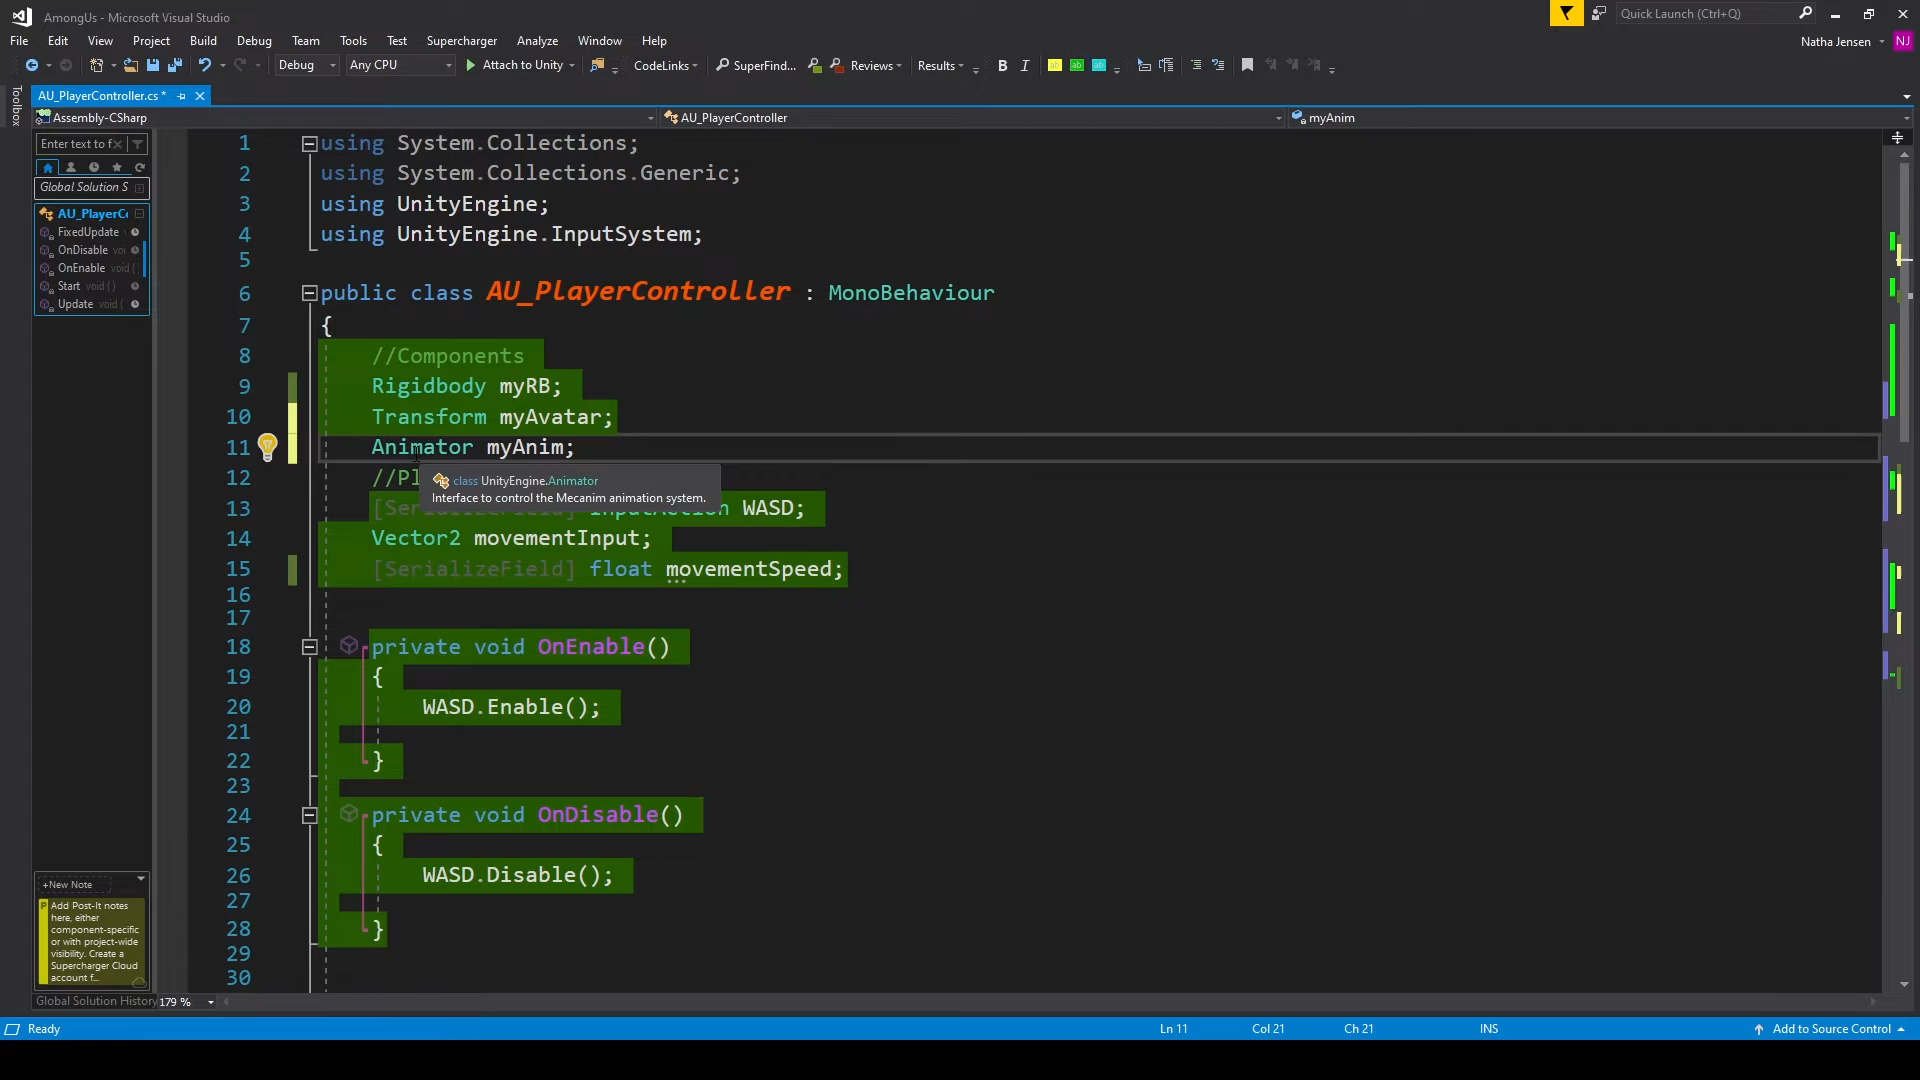 AmongUs - Microsoft Visual Studio
Quick Launch (Ctrl+Q)
File Edit View Project Build Debug Team Tools Test Supercharger Analyze Window Help
Natha Jensen NJ
Debug Any CPU Attach to Unity CodeLinks SuperFind... Reviews Results B I
Toolbox
AU_PlayerController.cs*
Assembly-CSharp AU_PlayerController myAnim
Enter text to f
Global Solution S
AU_PlayerC
FixedUpdate
OnDisable voi
OnEnable void (
Start void ( )
Update void (
1 using System.Collections;
2 using System.Collections.Generic;
3 using UnityEngine;
4 using UnityEngine.InputSystem;
5
6 public class AU_PlayerController : MonoBehaviour
7 {
8 //Components
9 Rigidbody myRB;
10 Transform myAvatar;
11 Animator myAnim;
12 //Pl
class UnityEngine.Animator
Interface to control the Mecanim animation system.
13 [SerializeField] InputAction WASD;
14 Vector2 movementInput;
15 [SerializeField] float movementSpeed;
16
17
18 private void OnEnable()
19 {
20 WASD.Enable();
21
22 }
23
24 private void OnDisable()
25 {
26 WASD.Disable();
27
28 }
29
30
+New Note
Add Post-It notes
here, either
component-specific
or with project-wide
visibility. Create a
Supercharger Cloud
account f...
Global Solution History
179 %
Ready Ln 11 Col 21 Ch 21 INS Add to Source Control